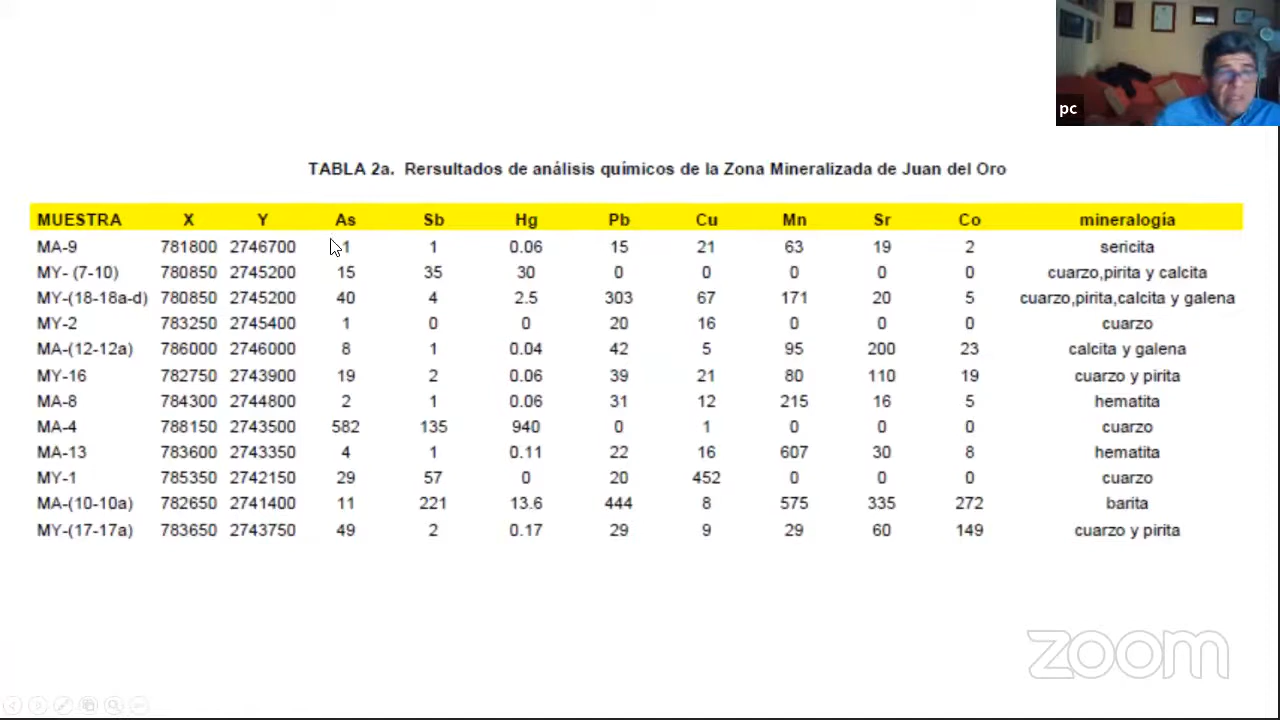 pc
TABLA 2a. Rersultados de análisis químicos de la Zona Mineralizada de Juan del Oro
MUESTRA X Y As Sb Hg Pb Cu Mn Sr Co mineralogía
MA-9 781800 2746700 1 1 0.06 15 21 63 19 2 sericita
MY- (7-10) 780850 2745200 15 35 30 0 0 0 0 0 cuarzo,pirita y calcita
MY-(18-18a-d) 780850 2745200 40 4 2.5 303 67 171 20 5 cuarzo,pirita,calcita y galena
MY-2 783250 2745400 1 0 0 20 16 0 0 0 cuarzo
MA-(12-12a) 786000 2746000 8 1 0.04 42 5 95 200 23 calcita y galena
MY-16 782750 2743900 19 2 0.06 39 21 80 110 19 cuarzo y pirita
MA-8 784300 2744800 2 1 0.06 31 12 215 16 5 hematita
MA-4 788150 2743500 582 135 940 0 1 0 0 0 cuarzo
MA-13 783600 2743350 4 1 0.11 22 16 607 30 8 hematita
MY-1 785350 2742150 29 57 0 20 452 0 0 0 cuarzo
MA-(10-10a) 782650 2741400 11 221 13.6 444 8 575 335 272 barita
MY-(17-17a) 783650 2743750 49 2 0.17 29 9 29 60 149 cuarzo y pirita
zoom